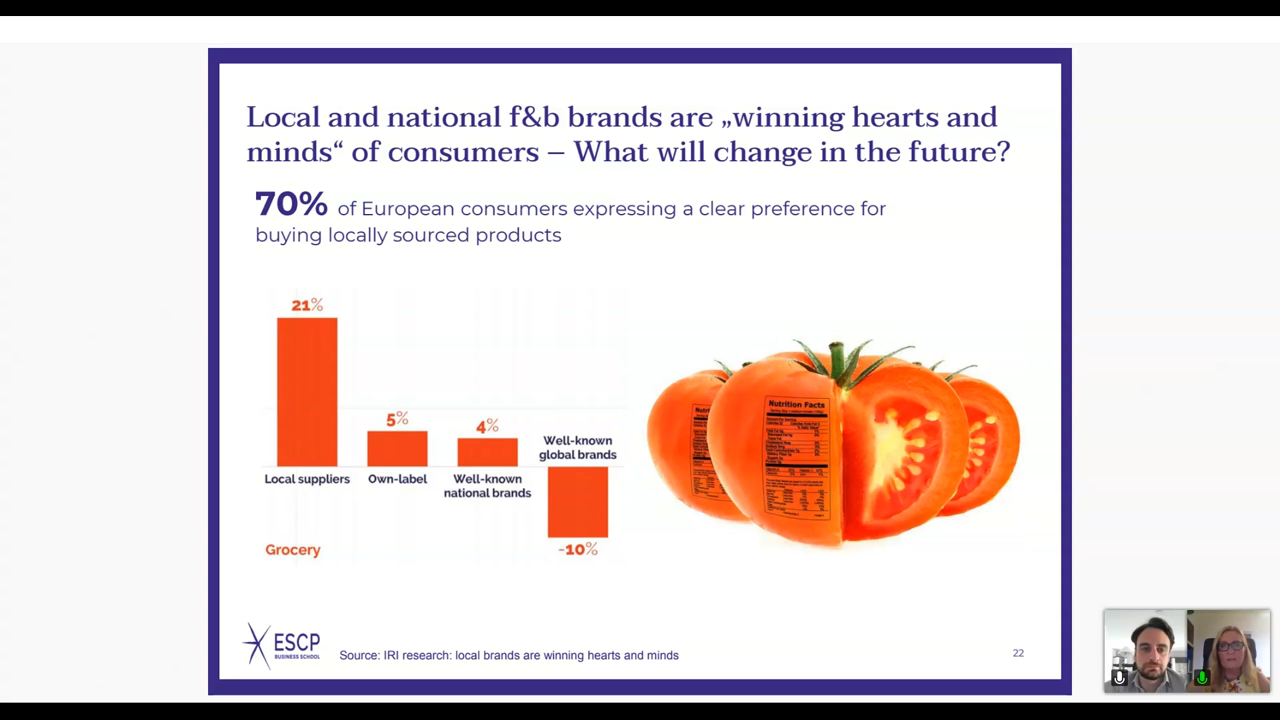 Local and national f&b brands are „winning hearts and
minds“ of consumers – What will change in the future?
70% of European consumers expressing a clear preference for
buying locally sourced products
21%
5%
4%
Well-known
global brands
Local suppliers
Own-label
Well-known
national brands
-10%
Grocery
Nutrition Facts
ESCP
BUSINESS SCHOOL
Source: IRI research: local brands are winning hearts and minds
22